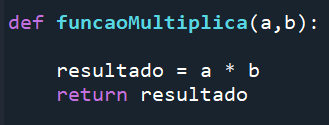 def funcaoMultiplica(a,b):
    resultado = a * b
    return resultado